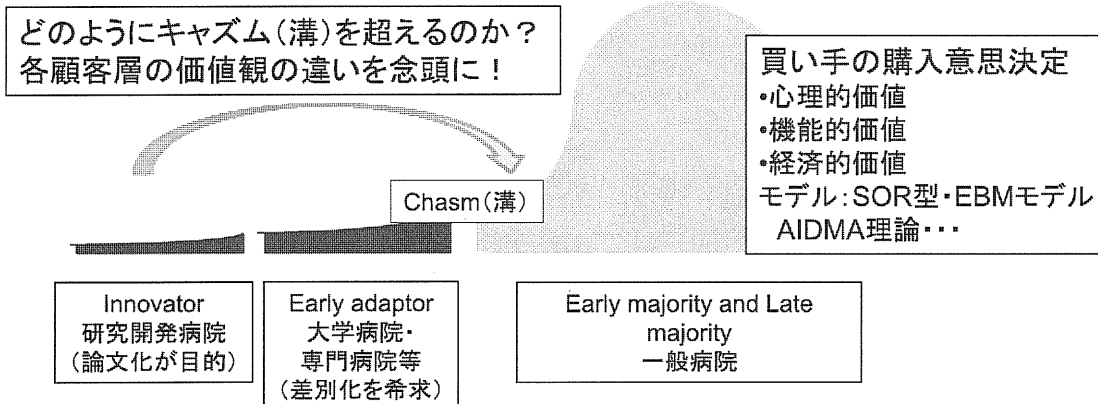 どのようにキャズム(溝)を超えるのか?
各顧客層の価値観の違いを念頭に!
買い手の購入意思決定
・心理的価値
・機能的価値
・経済的価値
モデル:SOR型・EBMモデル
AIDMA理論・・・
Chasm(溝)
Innovator
研究開発病院
(論文化が目的)
Early adaptor
大学病院・
専門病院等
(差別化を希求)
Early majority and Late
majority
一般病院